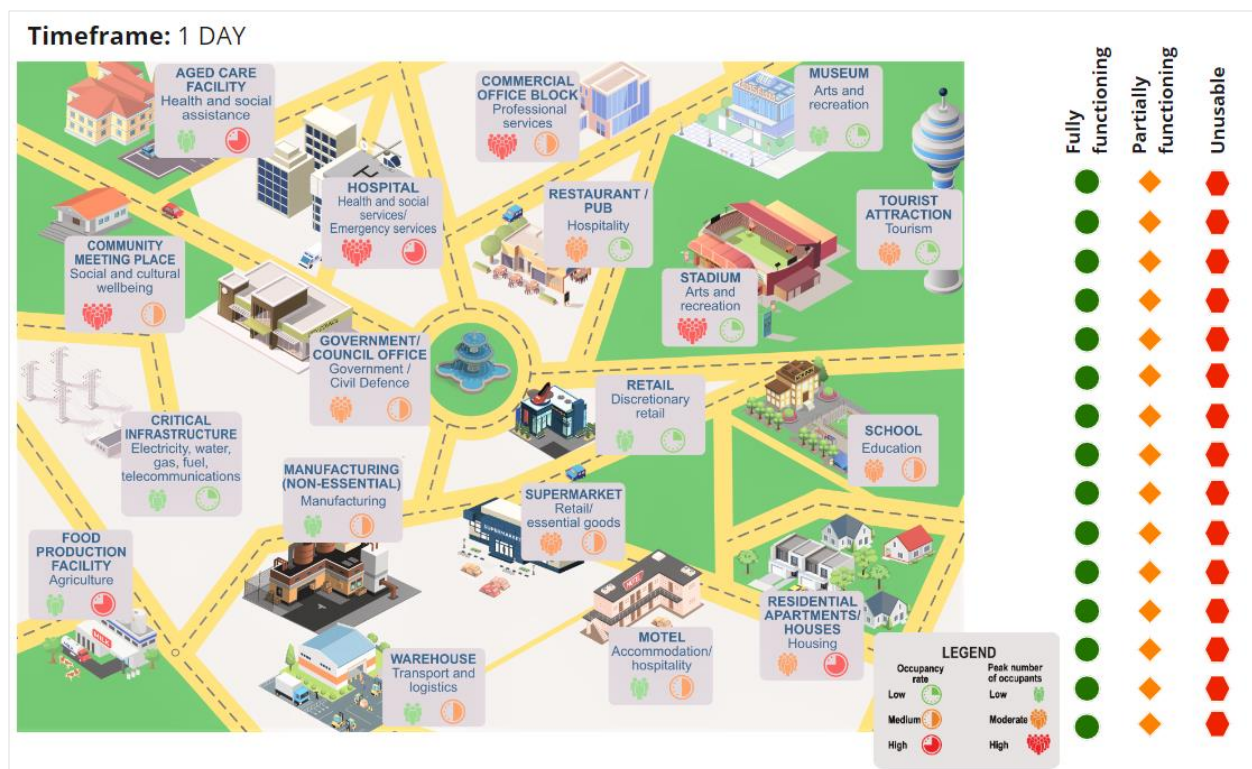 Timeframe: 1 DAY
AGED CARE
FACILITY
Health and social
assistance
COMMERCIAL
OFFICE BLOCK
Professional
services
MUSEUM
Arts and
recreation
HOSPITAL
Health and social
services/
Emergency services
RESTAURANT /
PUB
Hospitality
TOURIST
ATTRACTION
Tourism
COMMUNITY
MEETING PLACE
Social and cultural
wellbeing
STADIUM
Arts and
recreation
GOVERNMENT/
COUNCIL OFFICE
Government /
Civil Defence
RETAIL
Discretionary
retail
CRITICAL
INFRASTRUCTURE
Electricity, water,
gas, fuel,
telecommunications
SCHOOL
Education
MANUFACTURING
(NON-ESSENTIAL)
Manufacturing
SUPERMARKET
Retail/
essential goods
SUPERMARKET
FOOD
PRODUCTION
FACILITY
Agriculture
MILK
MOTEL
RESIDENTIAL
APARTMENTS/
HOUSES
Housing
MOTEL
Accommodation/
hospitality
WAREHOUSE
Transport and
logistics
LEGEND
Occupancy
rate
Low
Medium
High
Peak number
of occupants
Low
Moderate
High
Fully
functioning
Partially
functioning
Unusable